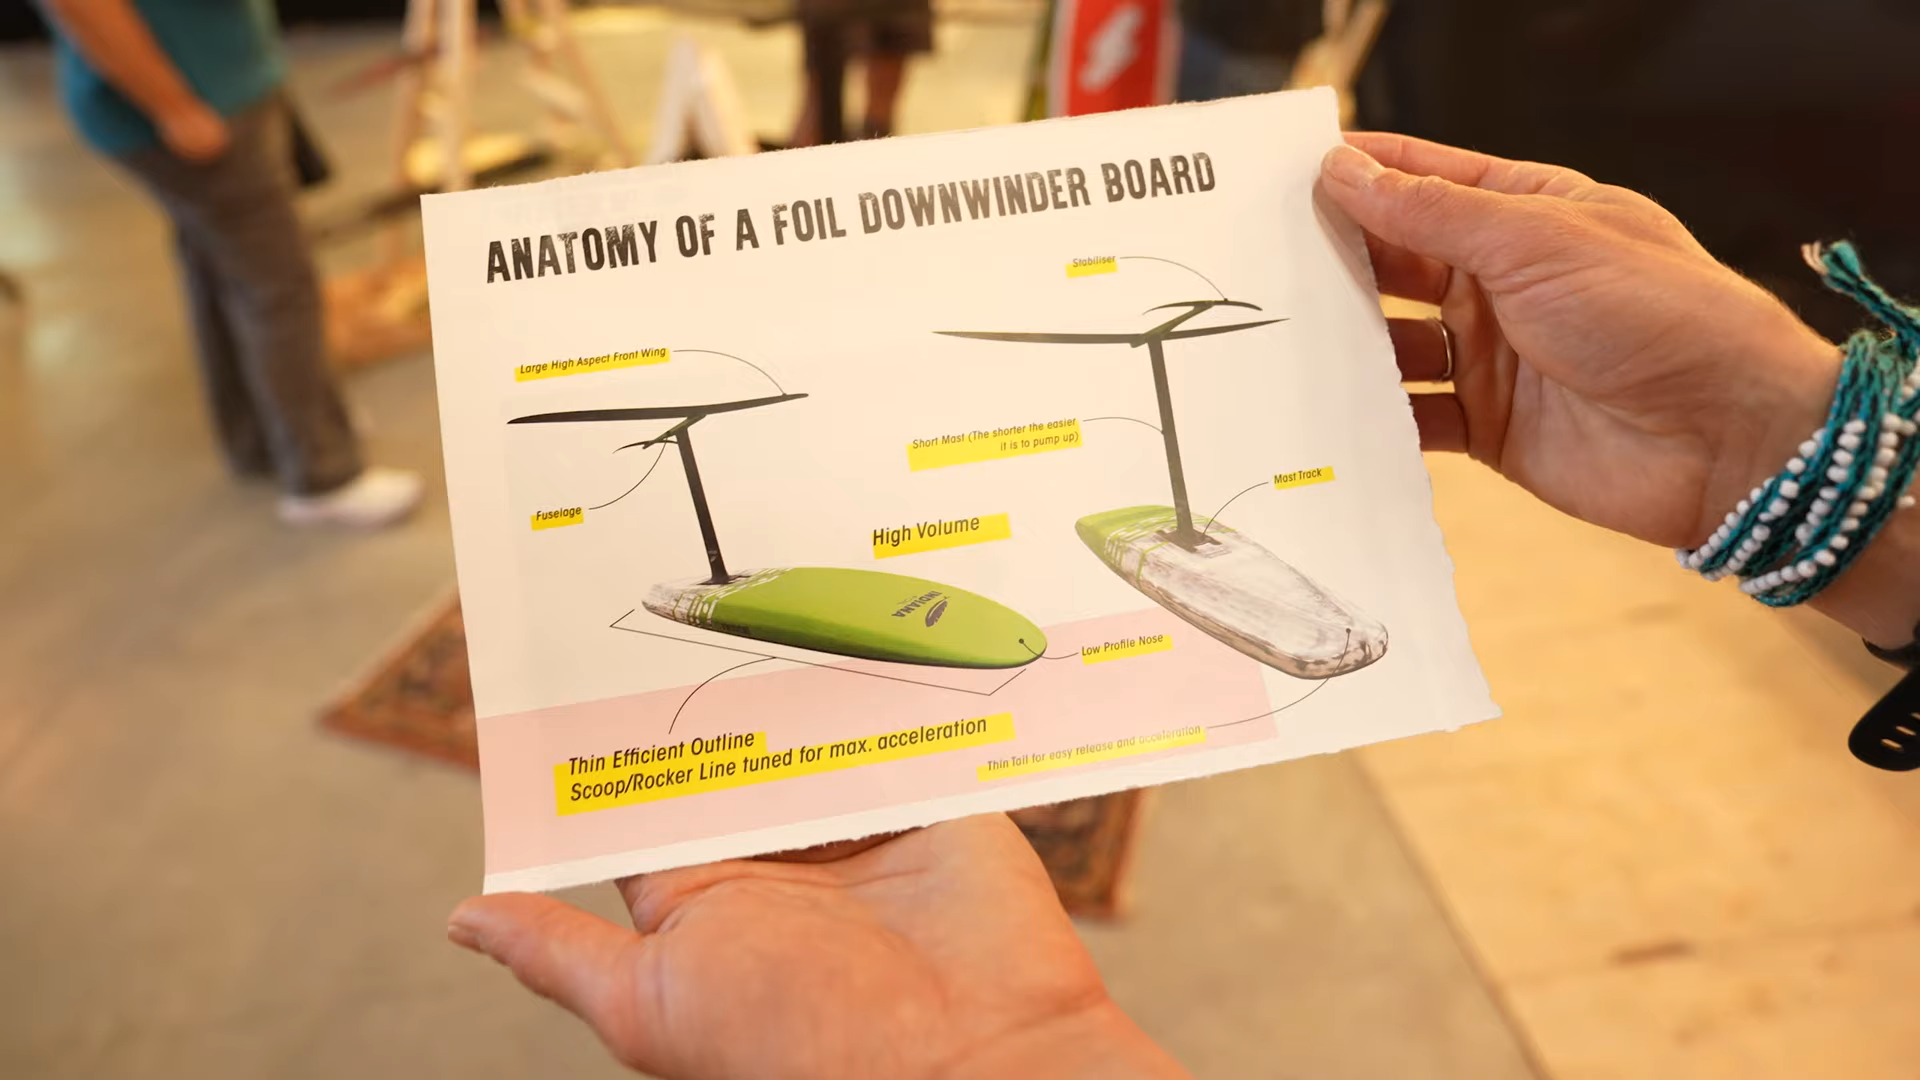 ANATOMY OF A FOIL DOWNWINDER BOARD
Stabiliser
Large High Aspect Front Wing
Short Mast (The shorter the easier
it is to pump up)
Mast Track
Fuselage
High Volume
INDIANA
Low Profile Nose
Thin Efficient Outline
Scoop/Rocker Line tuned for max. acceleration
Thin Tail for easy release and acceleration